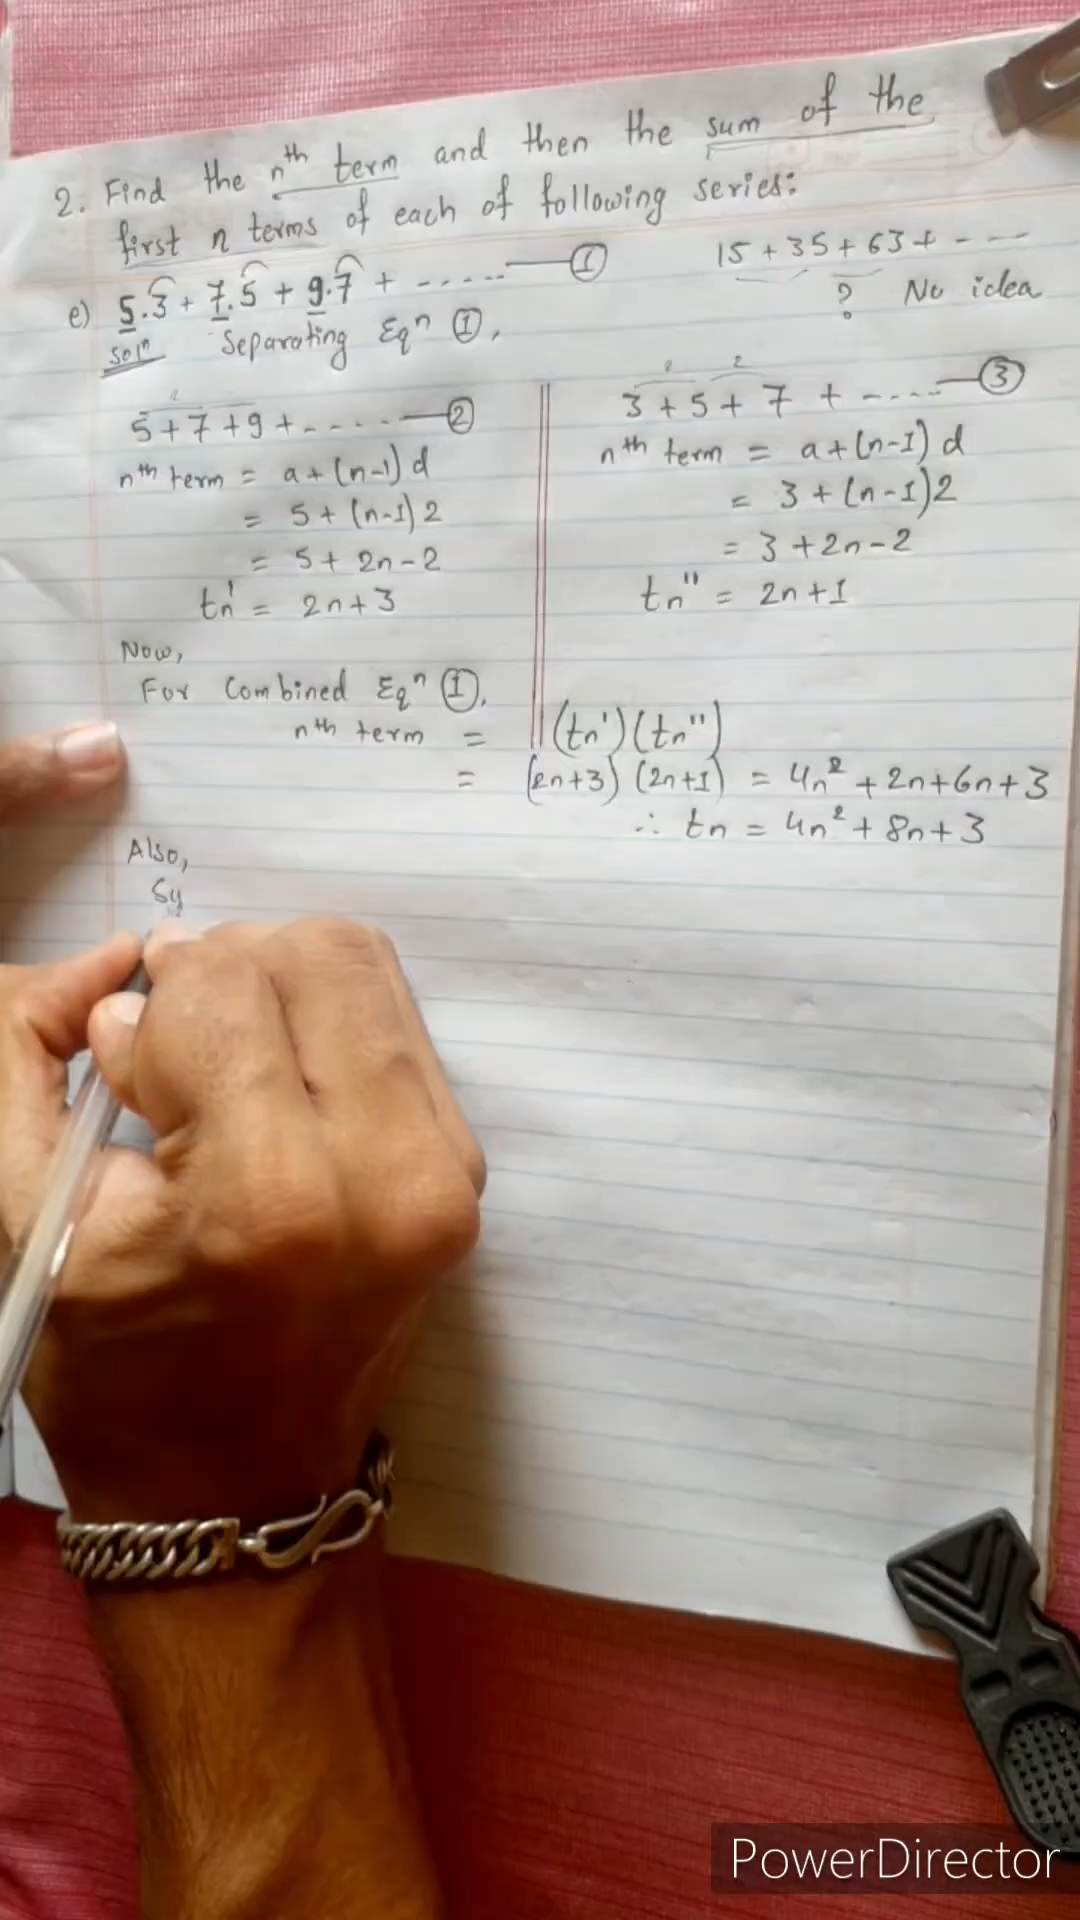 2. Find the nth term and then the sum of the
first n terms of each of following series:
e) 5.3 + 7.5 + 9.7 + ...... — ①
15 + 35 + 63 + - - -
? No idea
Soln Separating Eqn ①,
5+7+9+ - - - - — ②
nth term = a+(n-1) d
= 5+ (n-1) 2
= 5+ 2n-2
tn' = 2n+3
3+5+ 7 + - - - - — ③
nth term = a+(n-1) d
= 3+(n-1)2
= 3+2n-2
tn" = 2n+1
Now,
For Combined Eqn ①,
nth term = (tn')(tn")
= (2n+3) (2n+1) = 4n² + 2n+6n+3
∴ tn = 4n²+8n+3
Also,
PowerDirector